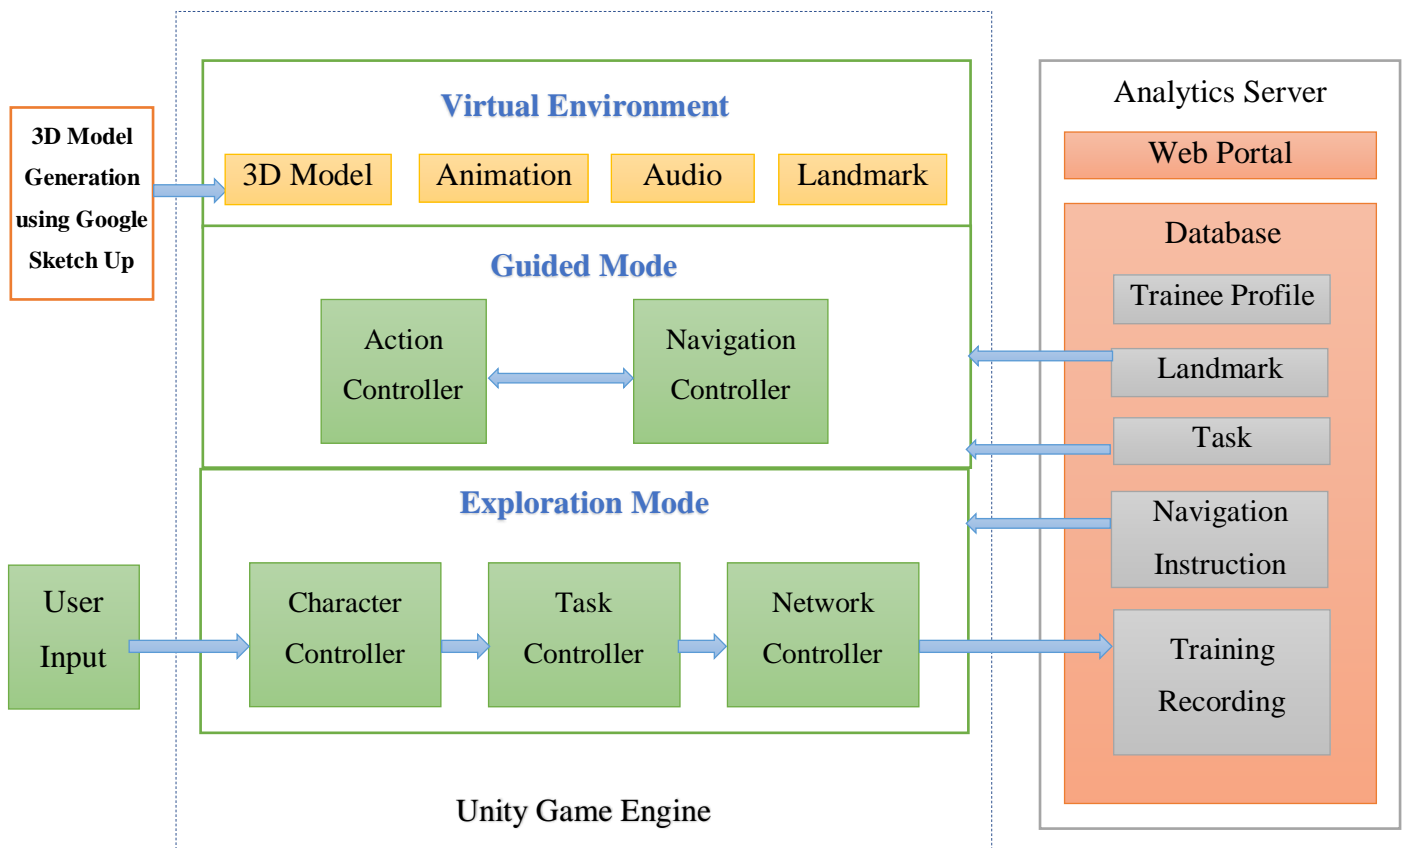 3D Model
Generation
using Google
Sketch Up
Virtual Environment
3D Model
Animation
Audio
Landmark
Guided Mode
Action
Controller
Navigation
Controller
Exploration Mode
User
Input
Character
Controller
Task
Controller
Network
Controller
Unity Game Engine
Analytics Server
Web Portal
Database
Trainee Profile
Landmark
Task
Navigation
Instruction
Training
Recording